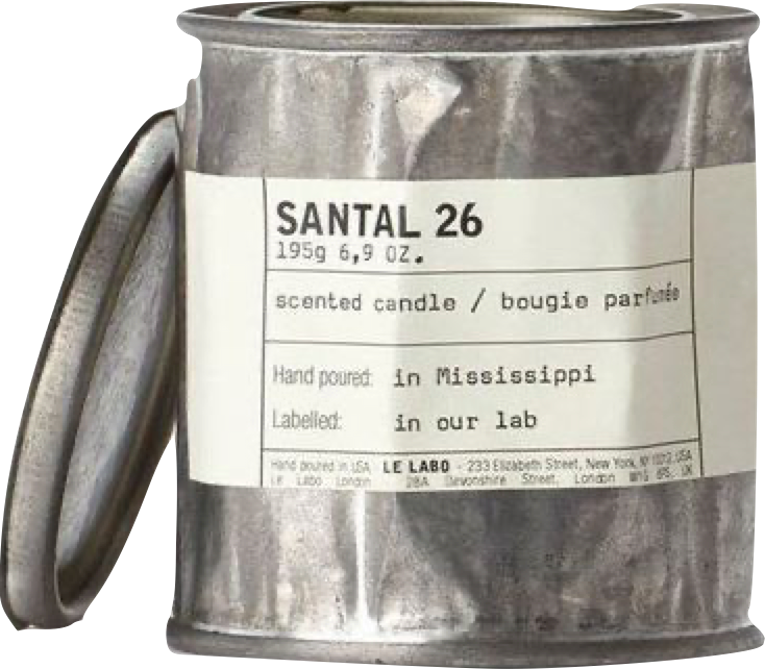 SANTAL 26
195g 6,9 OZ.
scented candle / bougie parfumée
Hand poured: in Mississippi
Labelled: in our lab
Hand poured in USA LE LABO - 233 Elizabeth Street, New York, NY 10012 USA
Le Labo London 28A Devonshire Street, London W1G 6PS, UK